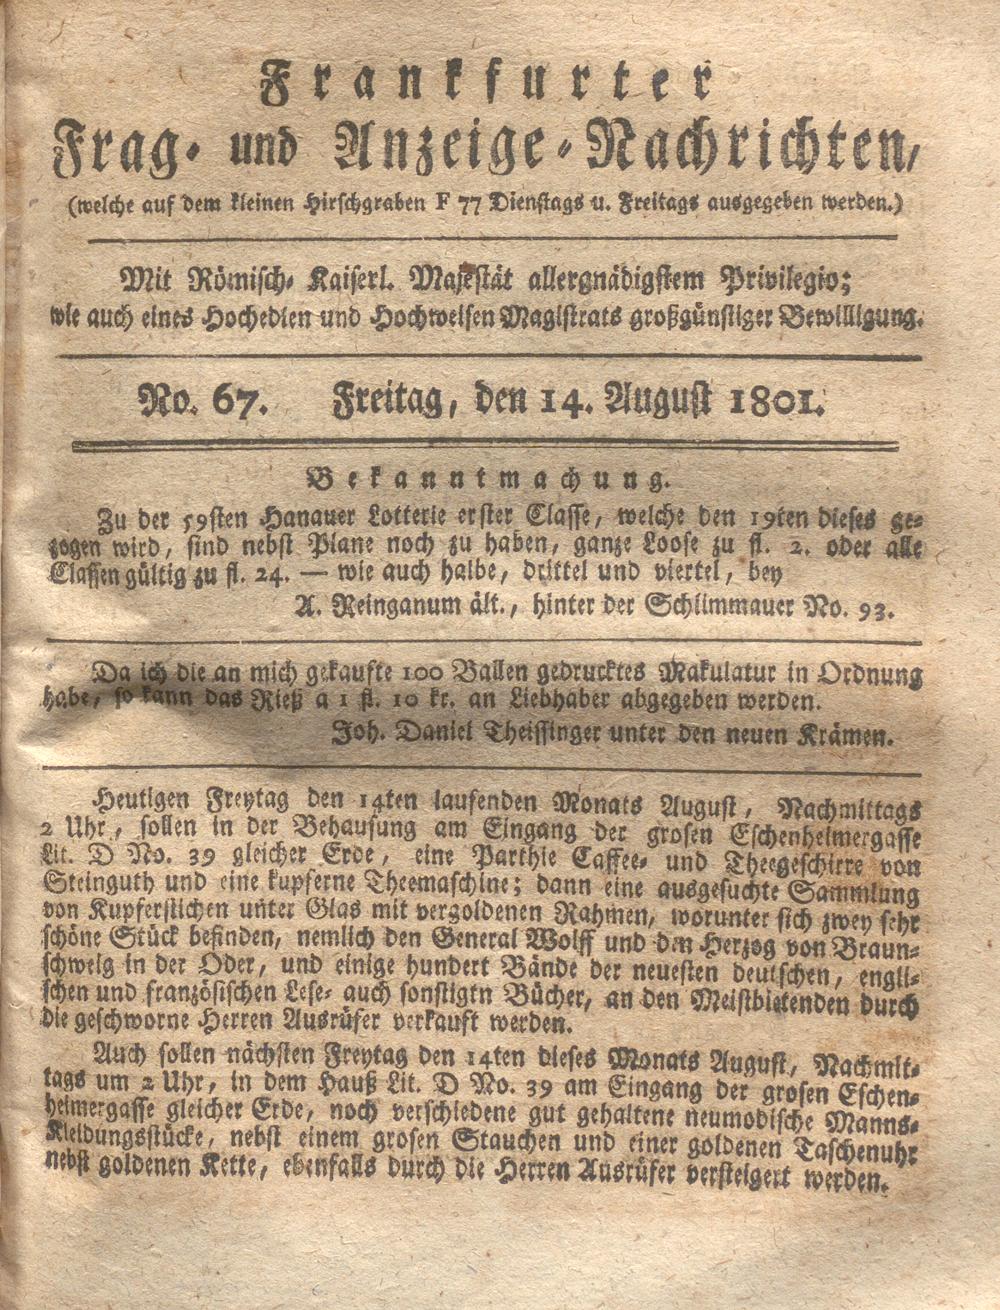 Frankfurter
Frag- und Anzeige-Nachrichten,
(welche auf dem kleinen Hirschgraben F 77 Dienstags u. Freitags ausgegeben werden.)
Mit Römisch- Kaiserl. Majestät allergnädigstem Privilegio;
wie auch eines Hochedlen und Hochweisen Magistrats großgünstiger Bewilligung.
No. 67. Freitag, den 14. August 1801.
Bekanntmachung.
Zu der 59sten Hanauer Lotterie erster Classe, welche den 19ten dieses ge-
zogen wird, sind nebst Plane noch zu haben, ganze Loose zu fl. 2. oder alle
Classen gültig zu fl. 24. — wie auch halbe, drittel und viertel, bey
A. Reinganum ält., hinter der Schlimmauer No. 93.
Da ich die an mich gekaufte 100 Ballen gedrucktes Makulatur in Ordnung
habe, so kann das Rieß a 1 fl. 10 kr. an Liebhaber abgegeben werden.
Joh. Daniel Theissinger unter den neuen Krämen.
Heutigen Freytag den 14ten laufenden Monats August, Nachmittags
2 Uhr, sollen in der Behausung am Eingang der grosen Eschenheimergasse
Lit. D No. 39 gleicher Erde, eine Parthie Caffee- und Theegeschirre von
Steinguth und eine kupferne Theemaschine; dann eine ausgesuchte Sammlung
von Kupferstichen unter Glas mit vergoldenen Rahmen, worunter sich zwey sehr
schöne Stück befinden, nemlich den General Wolff und den Herzog von Braun-
schweig in der Oder, und einige hundert Bände der neuesten deutschen, engli-
schen und französischen Lese- auch sonstigtn Bücher, an den Meistbietenden durch
die geschworne Herren Ausrüfer verkauft werden.
Auch sollen nächsten Freytag den 14ten dieses Monats August, Nachmit-
tags um 2 Uhr, in dem Hauß Lit. D No. 39 am Eingang der grosen Eschen-
heimergasse gleicher Erde, noch verschiedene gut gehaltene neumodische Manns-
Kleidungsstücke, nebst einem grosen Stauchen und einer goldenen Taschenuhr
nebst goldenen Kette, ebenfalls durch die Herren Ausrüfer versteigert werden.